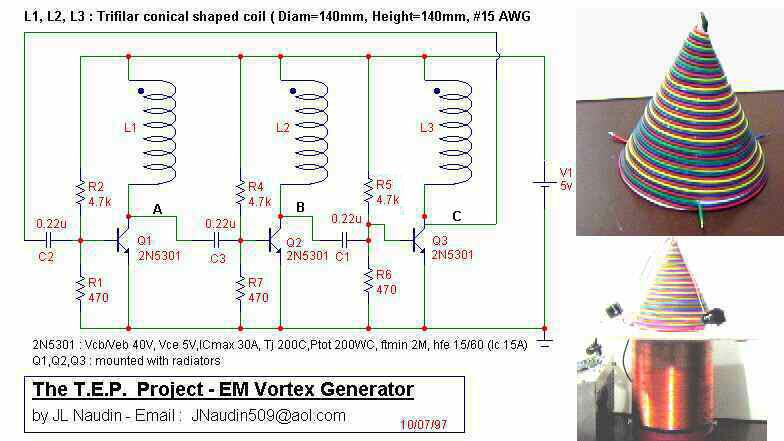 L1, L2, L3 : Trifilar conical shaped coil ( Diam=140mm, Height=140mm, #15 AWG
L1
L2
L3
V1
5v
R2
4.7k
R4
4.7k
R5
4.7k
A
B
C
0.22u
0.22u
0.22u
C2
Q1
2N5301
C3
Q2
2N5301
C1
Q3
2N5301
R1
470
R7
470
R6
470
2N5301 : Vcb/Veb 40V, Vce 5V,ICmax 30A, Tj 200C,Ptot 200WC, ftmin 2M, hfe 15/60 (Ic 15A)
Q1,Q2,Q3 : mounted with radiators
The T.E.P. Project - EM Vortex Generator
by JL Naudin - Email : JNaudin509@aol.com
10/07/97